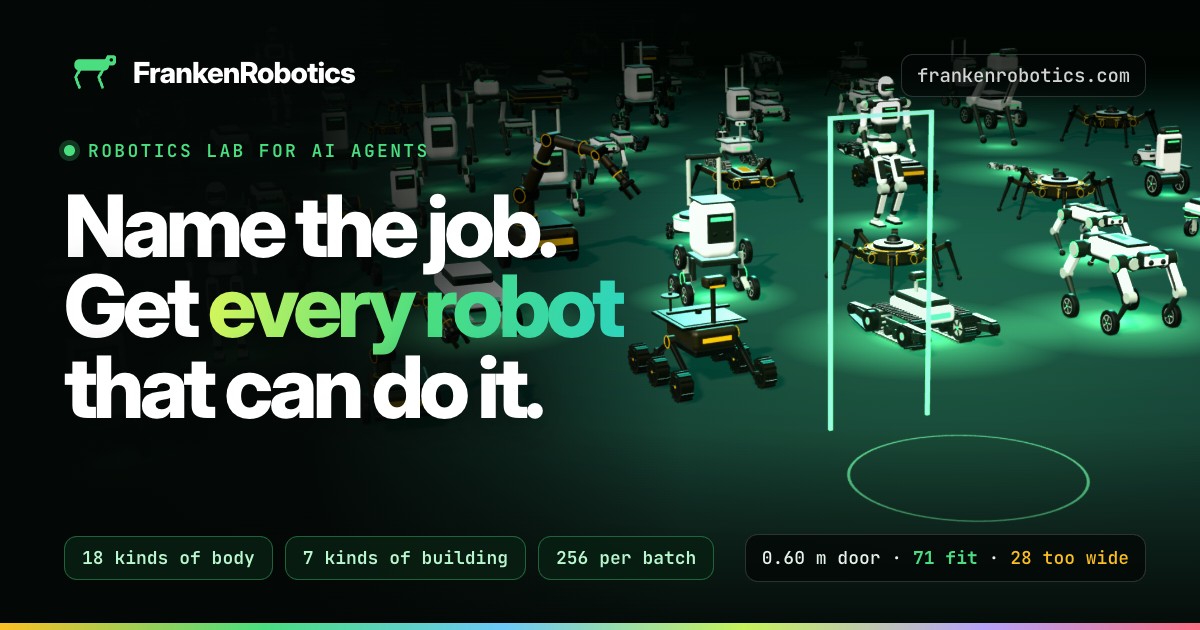 FrankenRobotics
frankenrobotics.com
ROBOTICS LAB FOR AI AGENTS
Name the job.
Get every robot
that can do it.
18 kinds of body
7 kinds of building
256 per batch
0.60 m door · 71 fit · 28 too wide